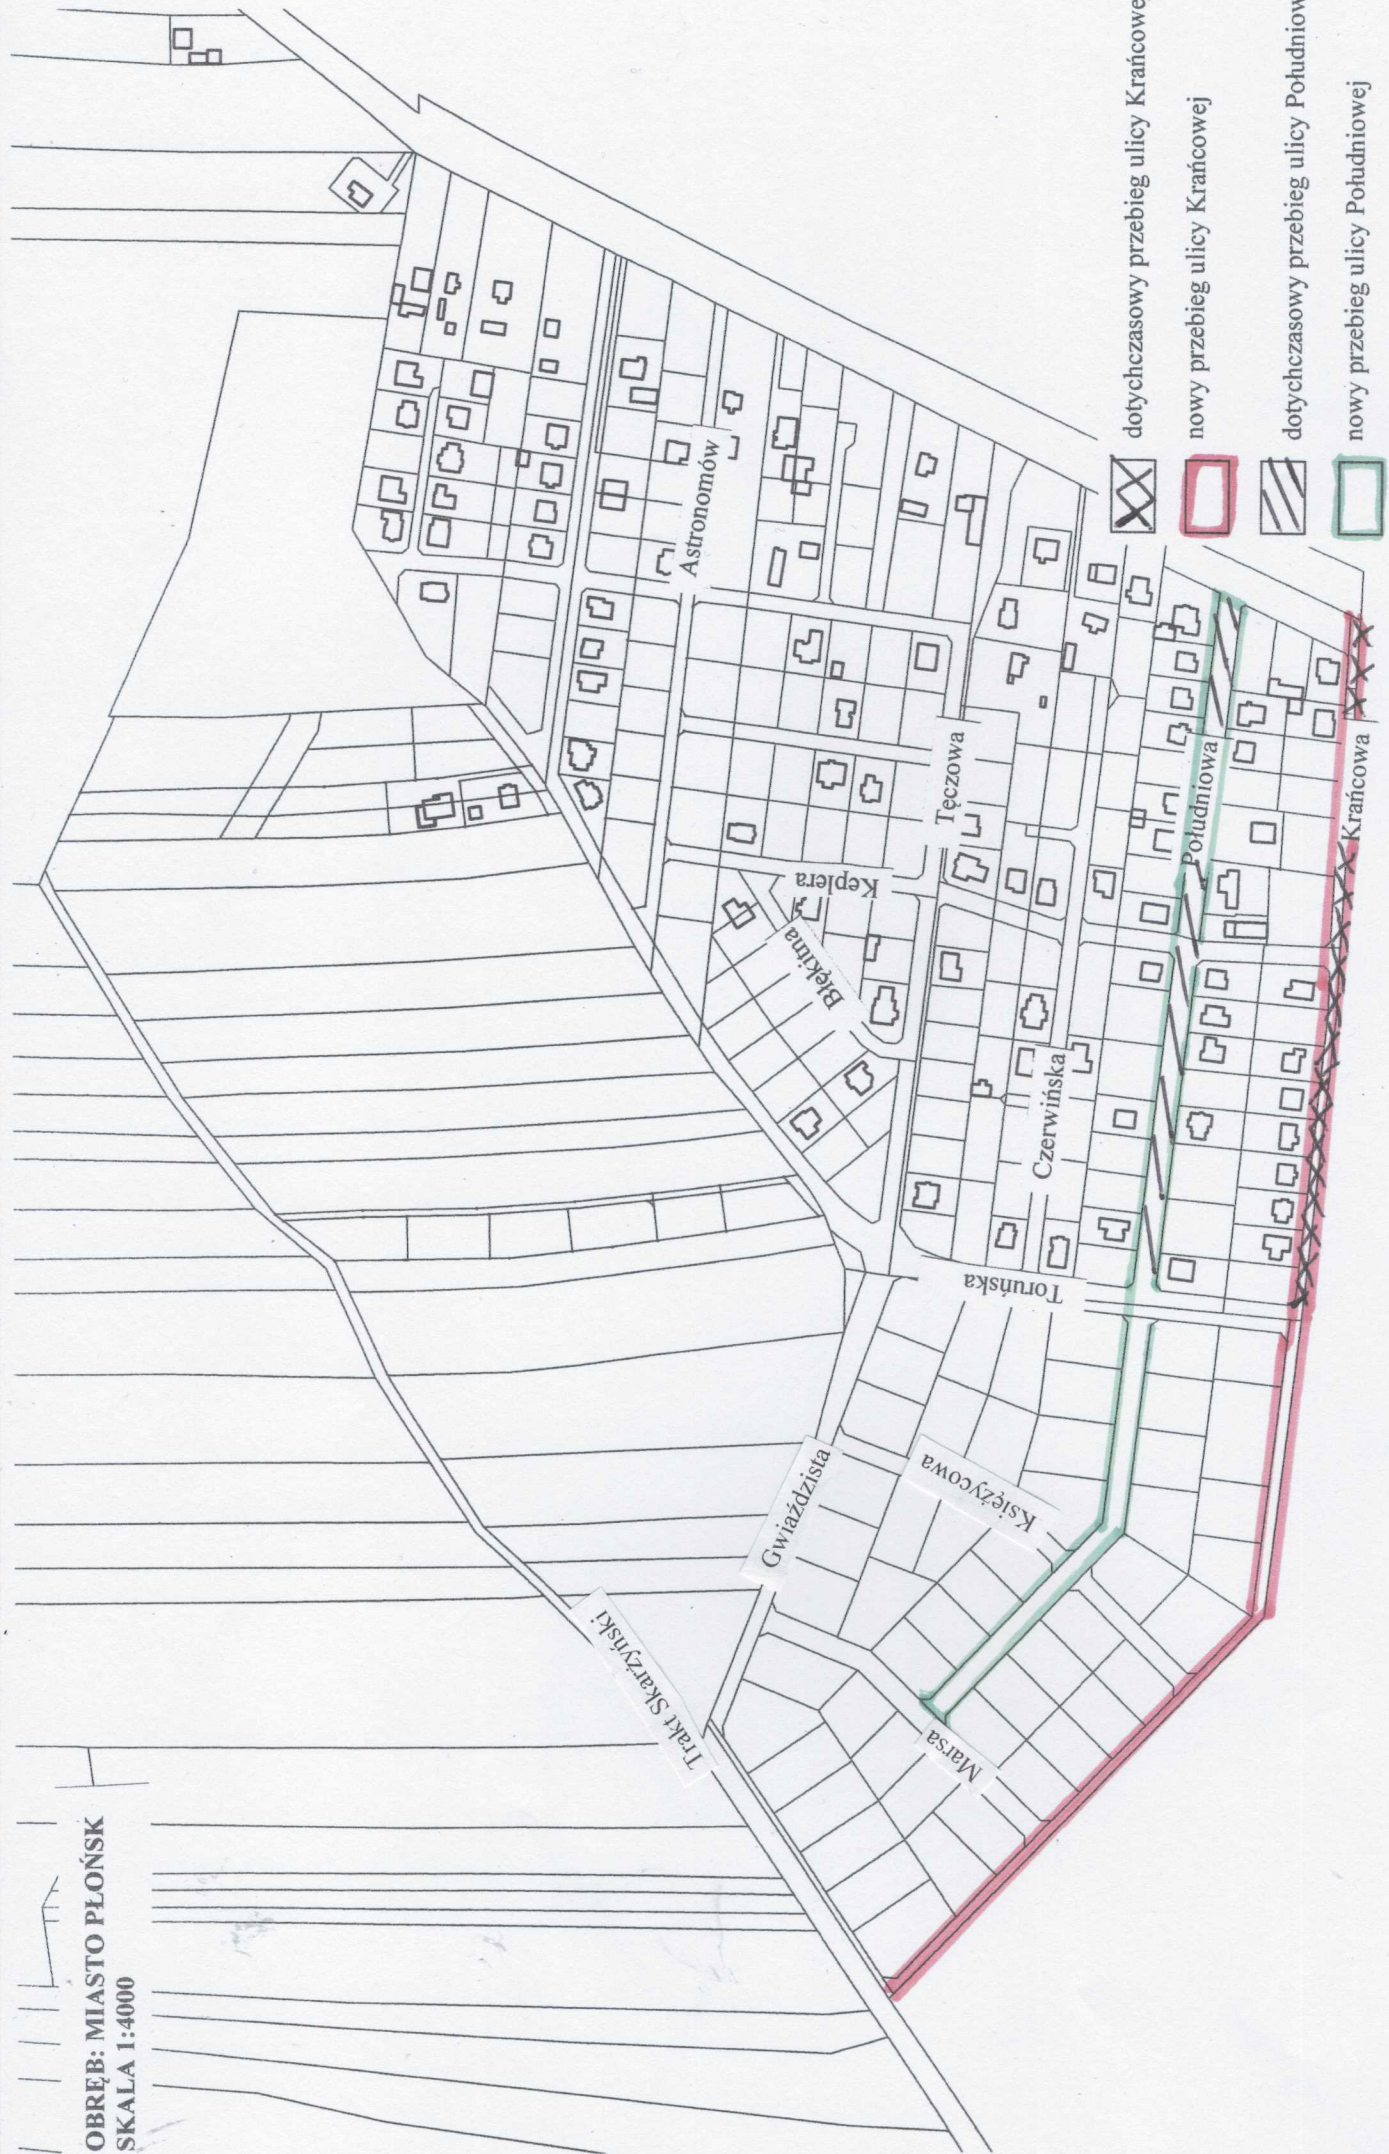 OBRĘB: MIASTO PŁOŃSK
SKALA 1:4000
Trakt Skarżyński
Gwiaździsta
Marsa
Księżycowa
Toruńska
Czerwińska
Błękitna
Keplera
Tęczowa
Astronomów
Południowa
Krańcowa
dotychczasowy przebieg ulicy Krańcowej
nowy przebieg ulicy Krańcowej
dotychczasowy przebieg ulicy Południow
nowy przebieg ulicy Południowej